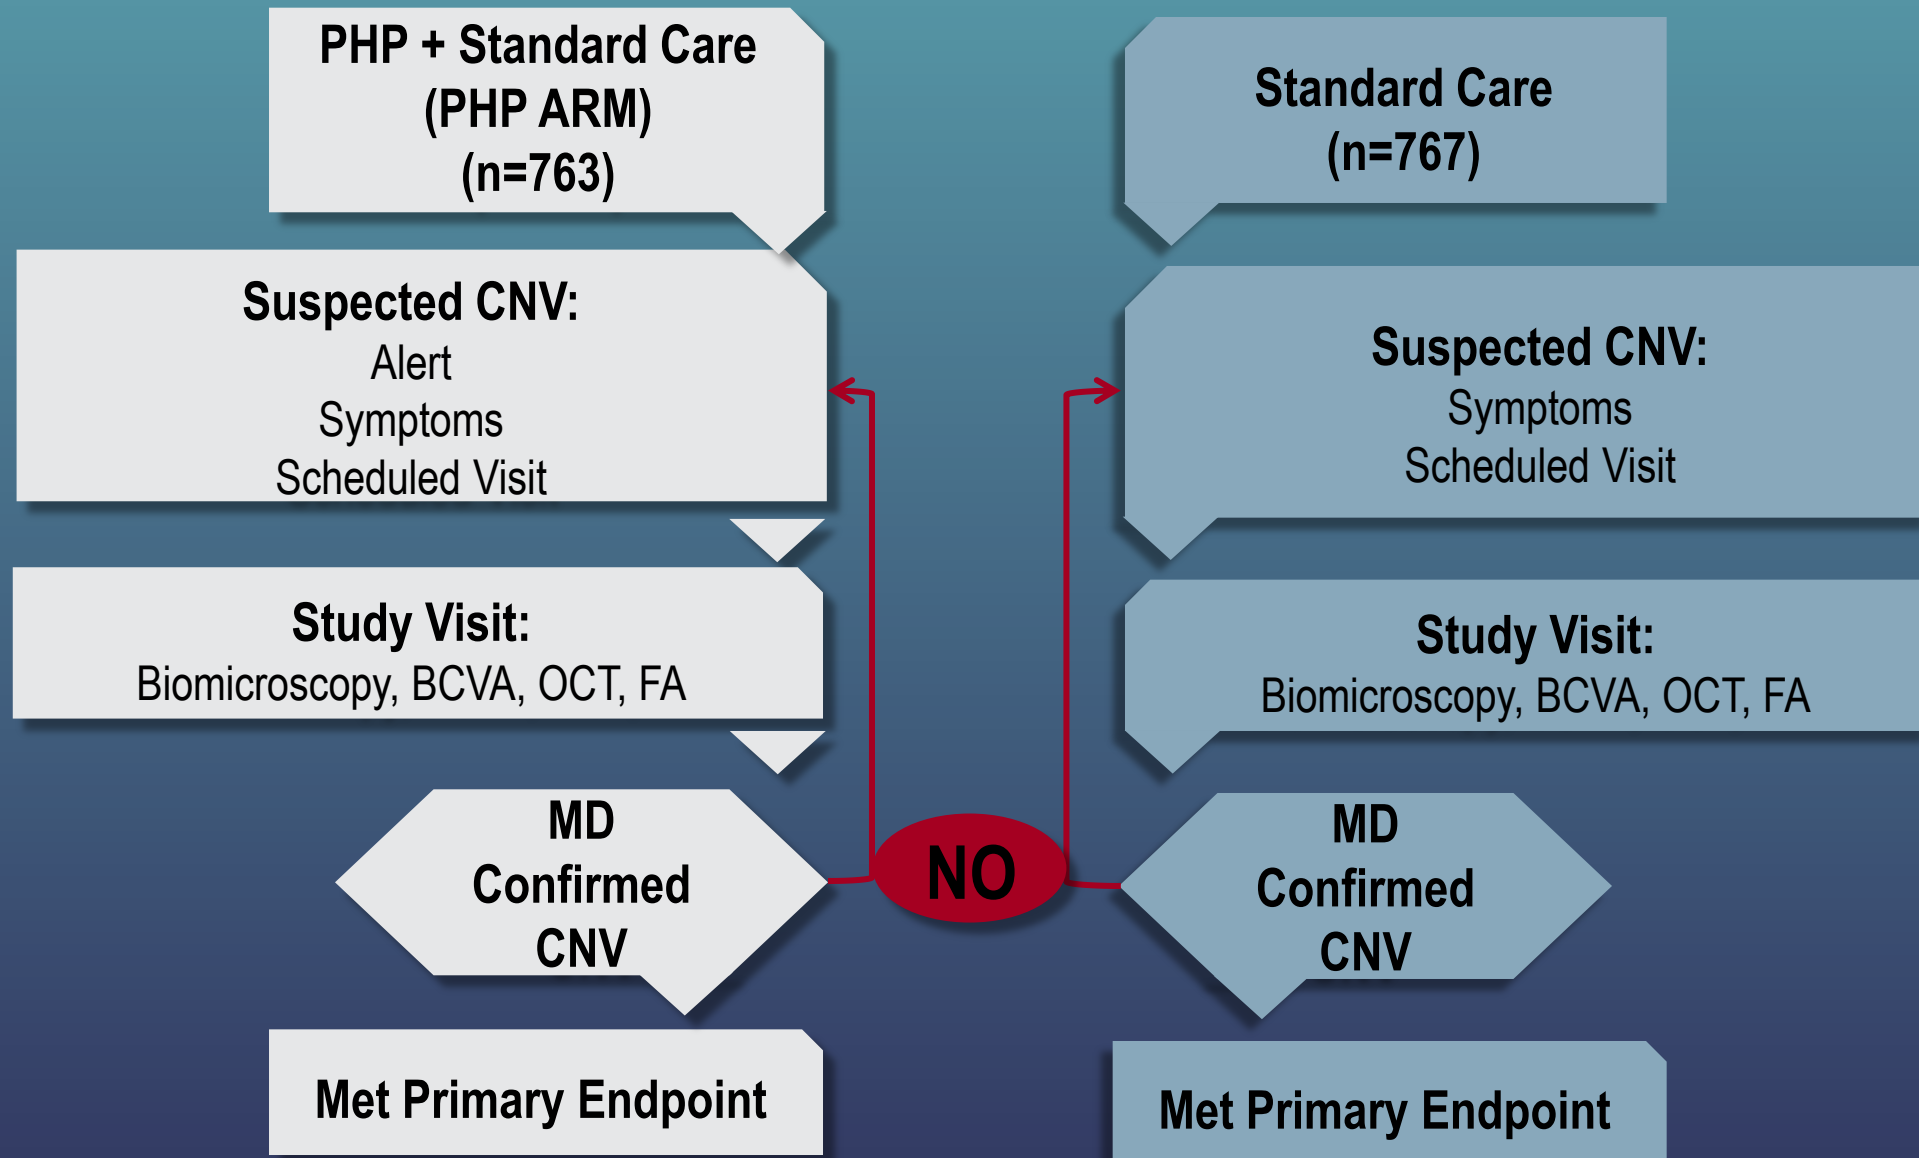 PHP + Standard Care
(PHP ARM)
(n=763)
Suspected CNV:
Alert
Symptoms
Scheduled Visit
Study Visit:
Biomicroscopy, BCVA, OCT, FA
MD
Confirmed
CNV
Met Primary Endpoint
NO
Standard Care
(n=767)
Suspected CNV:
Symptoms
Scheduled Visit
Study Visit:
Biomicroscopy, BCVA, OCT, FA
MD
Confirmed
CNV
Met Primary Endpoint